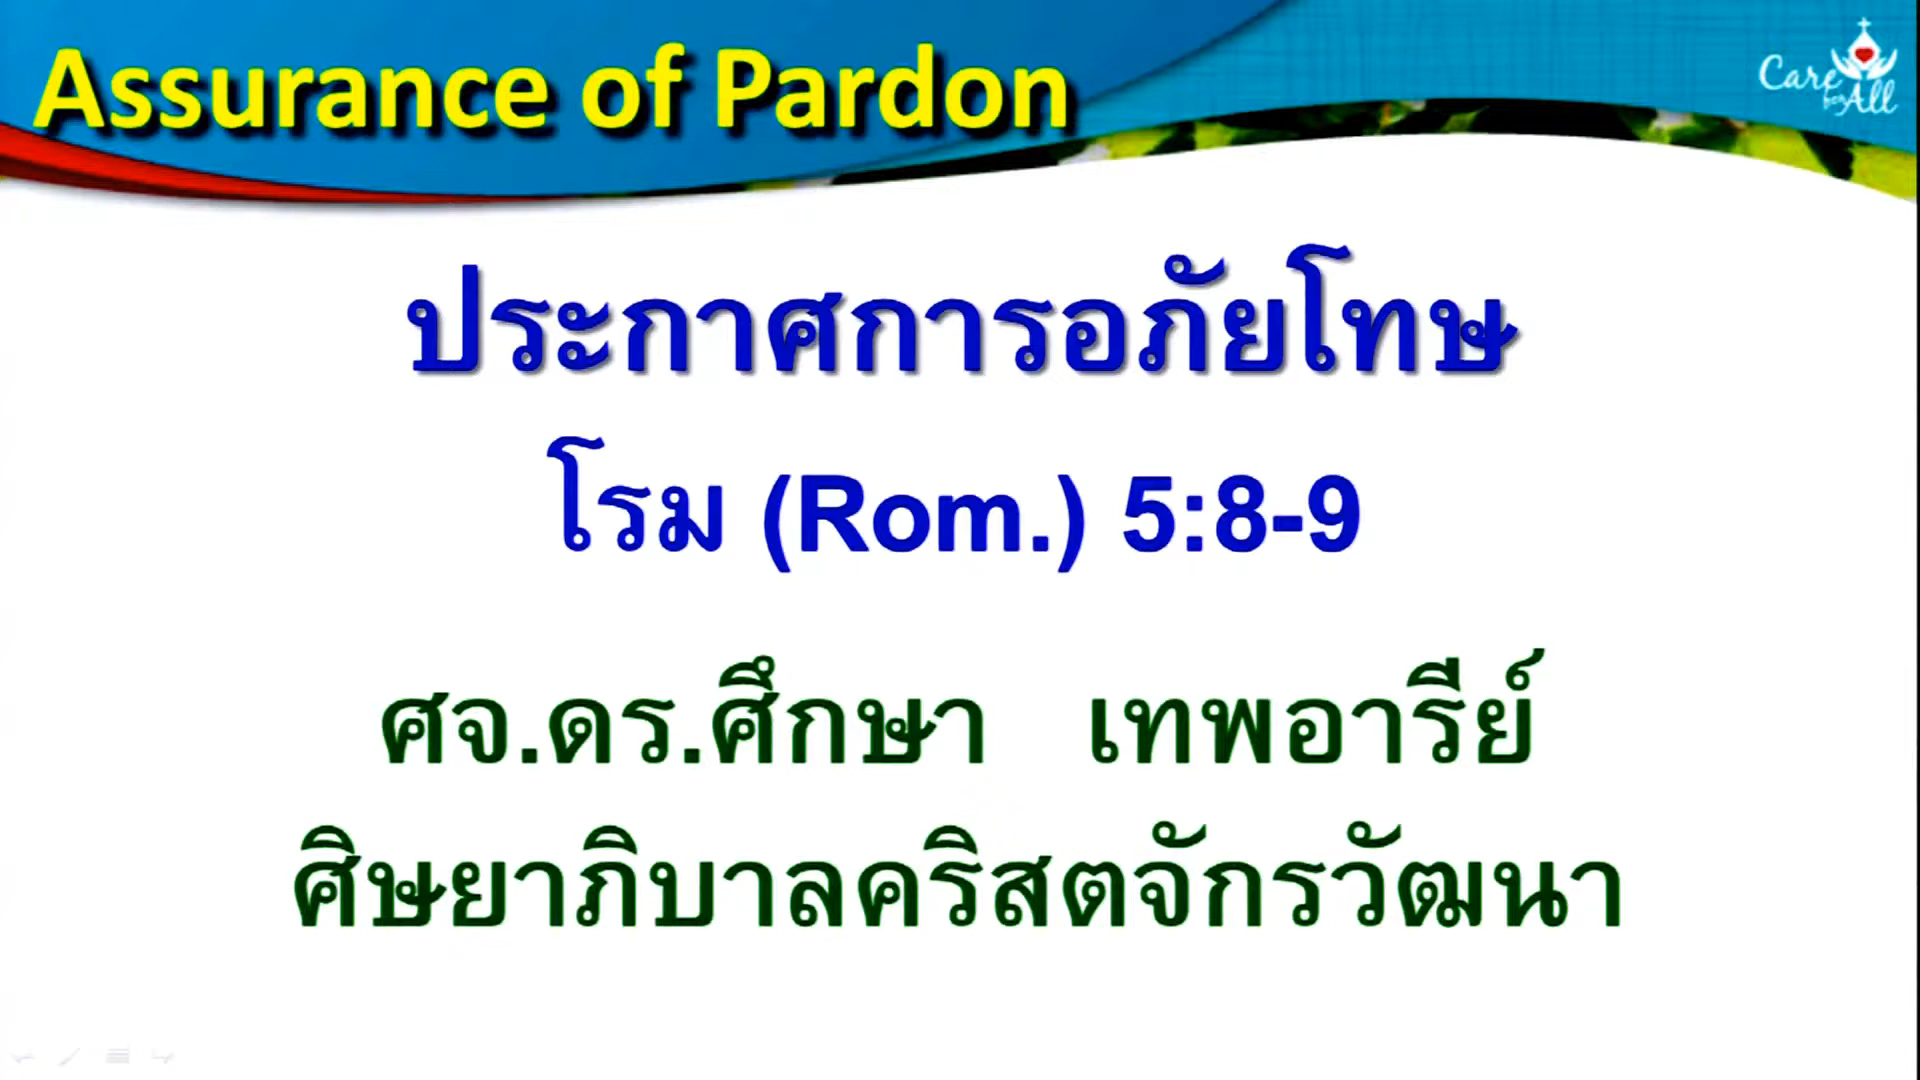 Assurance of Pardon
Care for All
ประกาศการอภัยโทษ
โรม (Rom.) 5:8-9
ศจ.ดร.ศึกษา เทพอารีย์
ศิษยาภิบาลคริสตจักรวัฒนา